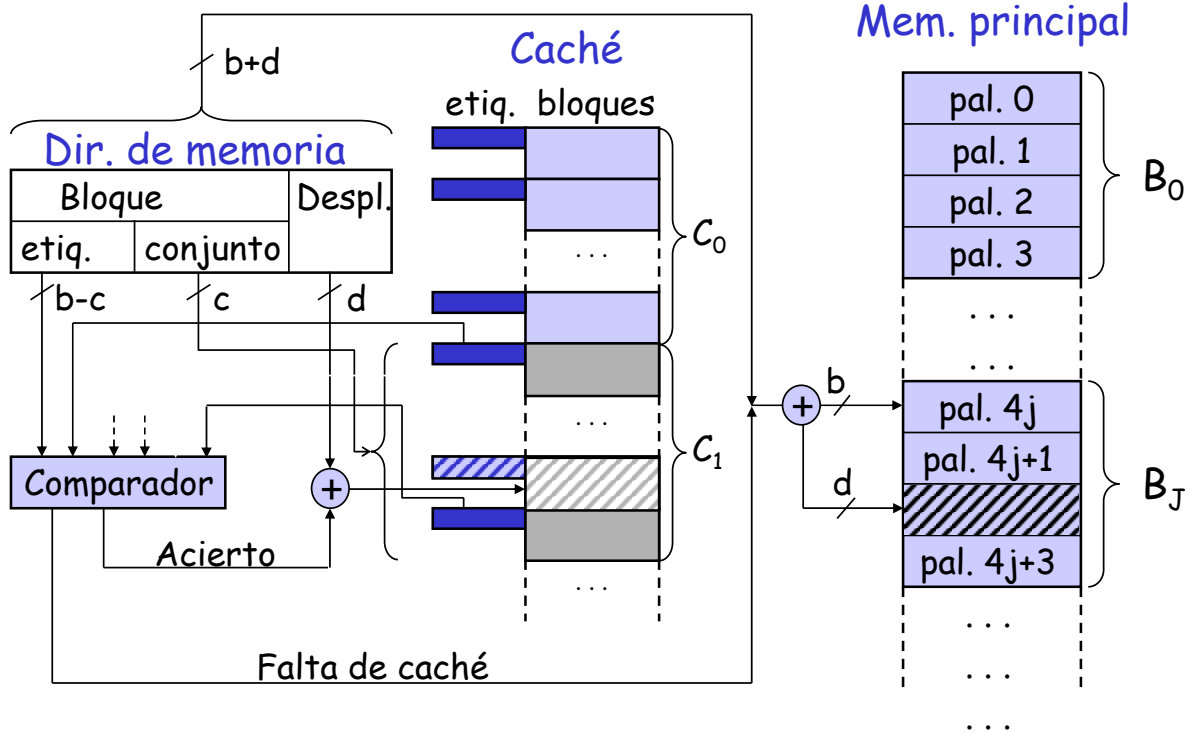 Caché
Mem. principal
b+d
etiq. bloques
Dir. de memoria
Bloque
Despl.
etiq.
conjunto
b-c
c
d
C0
. . .
C1
. . .
. . .
Comparador
+
Acierto
Falta de caché
+
b
d
pal. 0
pal. 1
pal. 2
pal. 3
B0
. . .
. . .
pal. 4j
pal. 4j+1
pal. 4j+3
BJ
. . .
. . .
. . .